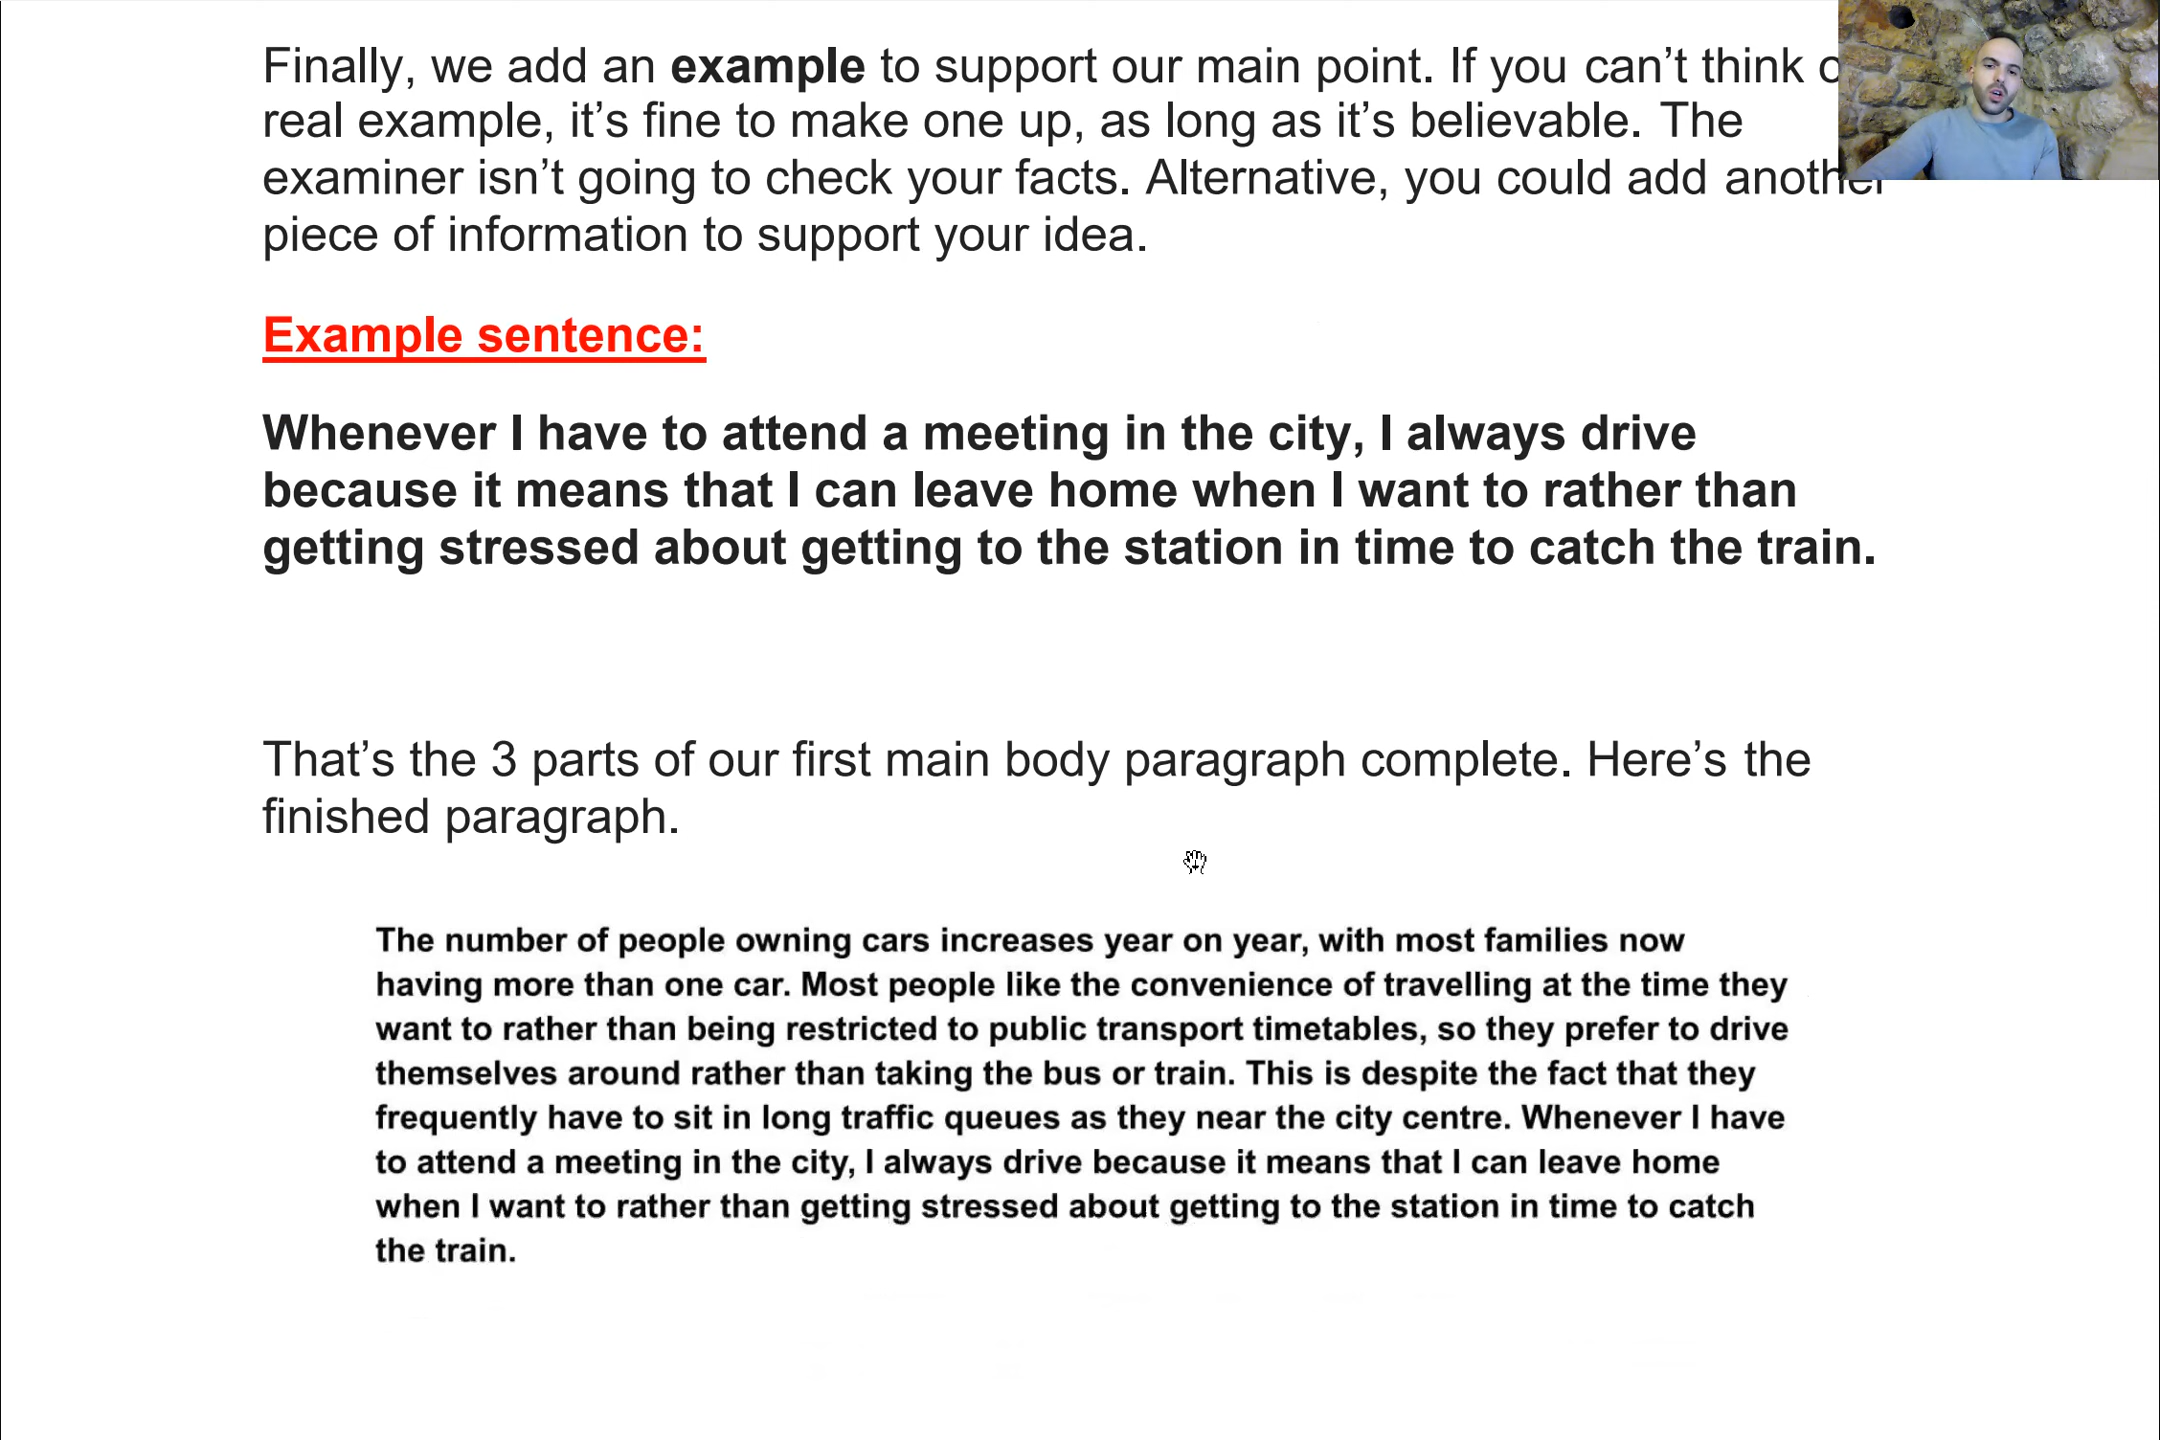 Finally, we add an example to support our main point. If you can’t think
real example, it’s fine to make one up, as long as it’s believable. The
examiner isn’t going to check your facts. Alternative, you could add another
piece of information to support your idea.
Example sentence:
Whenever I have to attend a meeting in the city, I always drive
because it means that I can leave home when I want to rather than
getting stressed about getting to the station in time to catch the train.
That’s the 3 parts of our first main body paragraph complete. Here’s the
finished paragraph.
The number of people owning cars increases year on year, with most families now
having more than one car. Most people like the convenience of travelling at the time they
want to rather than being restricted to public transport timetables, so they prefer to drive
themselves around rather than taking the bus or train. This is despite the fact that they
frequently have to sit in long traffic queues as they near the city centre. Whenever I have
to attend a meeting in the city, I always drive because it means that I can leave home
when I want to rather than getting stressed about getting to the station in time to catch
the train.